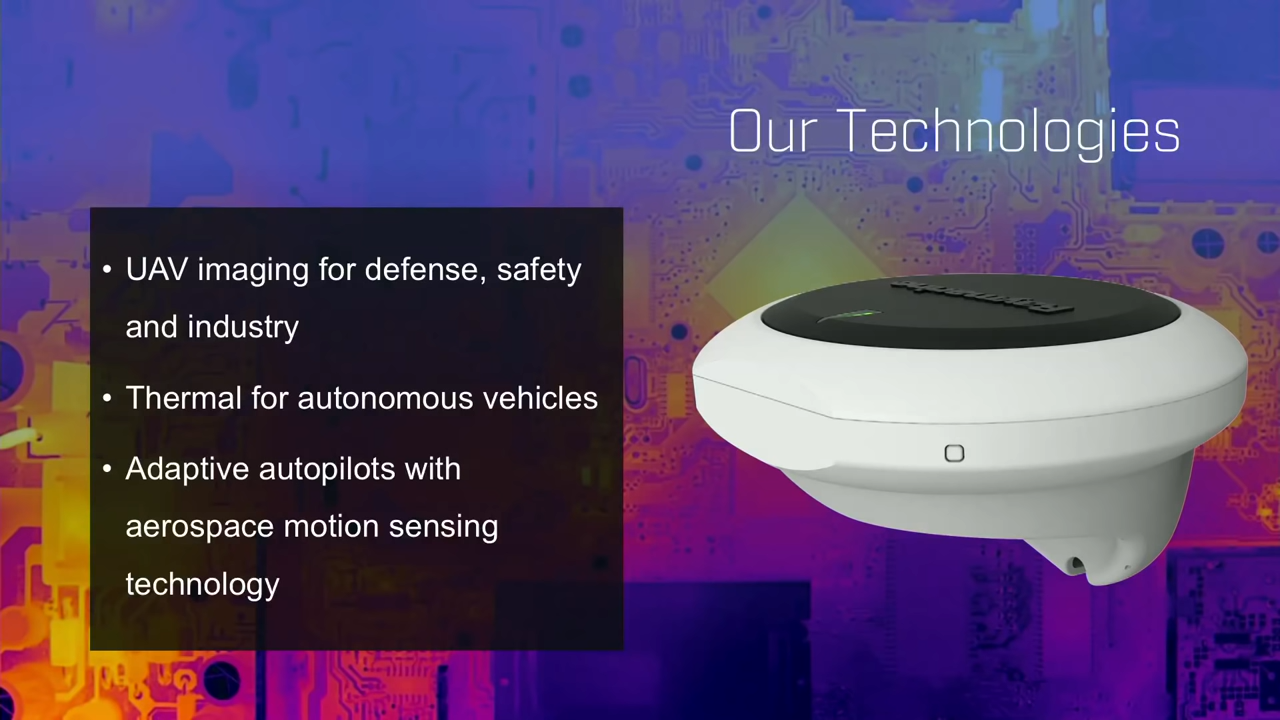 Our Technologies
• UAV imaging for defense, safety
and industry
• Thermal for autonomous vehicles
• Adaptive autopilots with
aerospace motion sensing
technology
Raymarine